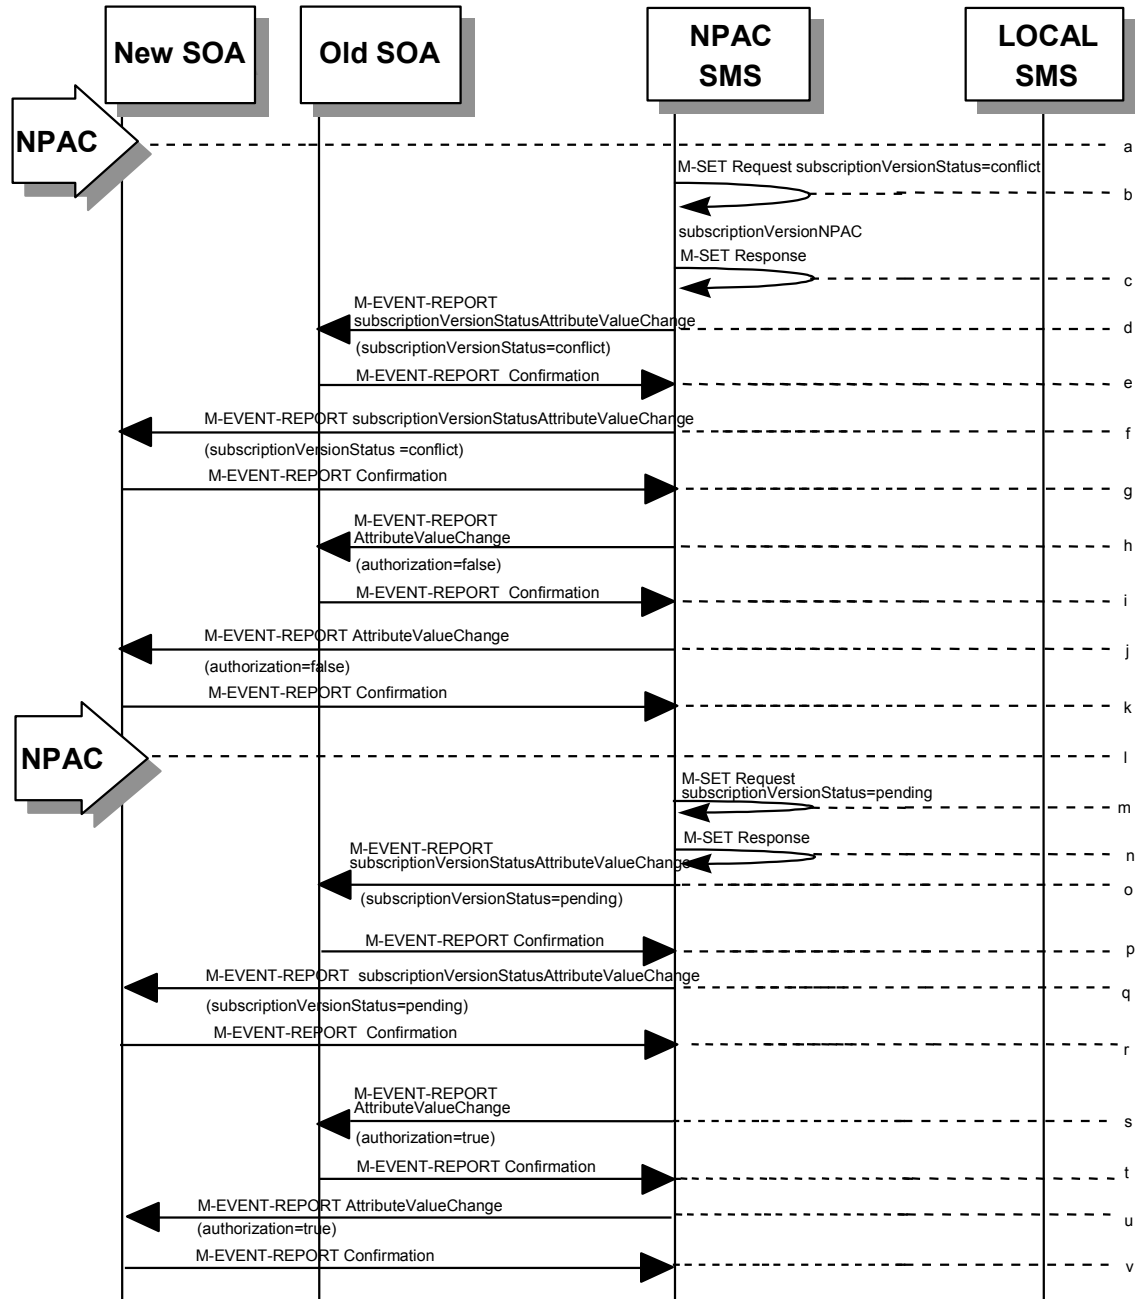 New SOA
Old SOA
NPAC
SMS
LOCAL
SMS
NPAC
a
M-SET Request subscriptionVersionStatus=conflict
b
subscriptionVersionNPAC
M-SET Response
c
M-EVENT-REPORT
subscriptionVersionStatusAttributeValueChange
d
(subscriptionVersionStatus=conflict)
M-EVENT-REPORT Confirmation
e
M-EVENT-REPORT subscriptionVersionStatusAttributeValueChange
f
(subscriptionVersionStatus =conflict)
M-EVENT-REPORT Confirmation
g
M-EVENT-REPORT
AttributeValueChange
h
(authorization=false)
M-EVENT-REPORT Confirmation
i
M-EVENT-REPORT AttributeValueChange
j
(authorization=false)
M-EVENT-REPORT Confirmation
k
NPAC
l
M-SET Request
subscriptionVersionStatus=pending
m
M-SET Response
n
M-EVENT-REPORT
subscriptionVersionStatusAttributeValueChange
o
(subscriptionVersionStatus=pending)
M-EVENT-REPORT Confirmation
p
M-EVENT-REPORT subscriptionVersionStatusAttributeValueChange
q
(subscriptionVersionStatus=pending)
M-EVENT-REPORT Confirmation
r
M-EVENT-REPORT
AttributeValueChange
s
(authorization=true)
M-EVENT-REPORT Confirmation
t
M-EVENT-REPORT AttributeValueChange
u
(authorization=true)
M-EVENT-REPORT Confirmation
v